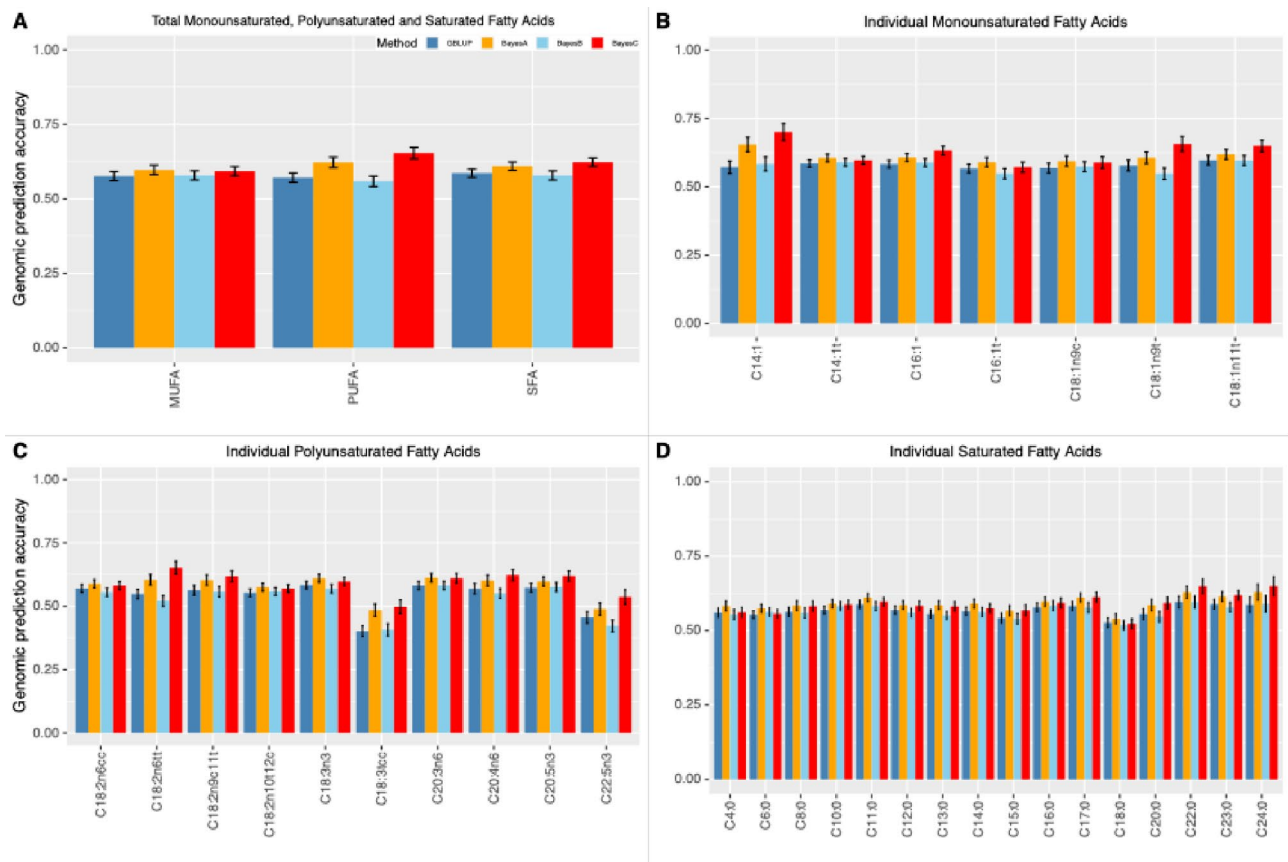 A
Total Monounsaturated, Polyunsaturated and Saturated Fatty Acids
Method GBLUP BayesA BayesB BayesC
Genomic prediction accuracy
1.00
0.75
0.50
0.25
0.00
MUFA
PUFA
SFA
B
Individual Monounsaturated Fatty Acids
1.00
0.75
0.50
0.25
0.00
C14:1
C14:1t
C16:1
C16:1t
C18:1n9c
C18:1n9t
C18:1n11t
C
Individual Polyunsaturated Fatty Acids
Genomic prediction accuracy
1.00
0.75
0.50
0.25
0.00
C18:2n6cc
C18:2n6tt
C18:2n9c11t
C18:2n10t12c
C18:3n3
C18:3tcc
C20:3n6
C20:4n6
C20:5n3
C22:5n3
D
Individual Saturated Fatty Acids
1.00
0.75
0.50
0.25
0.00
C4:0
C6:0
C8:0
C10:0
C11:0
C12:0
C13:0
C14:0
C15:0
C16:0
C17:0
C18:0
C20:0
C22:0
C23:0
C24:0